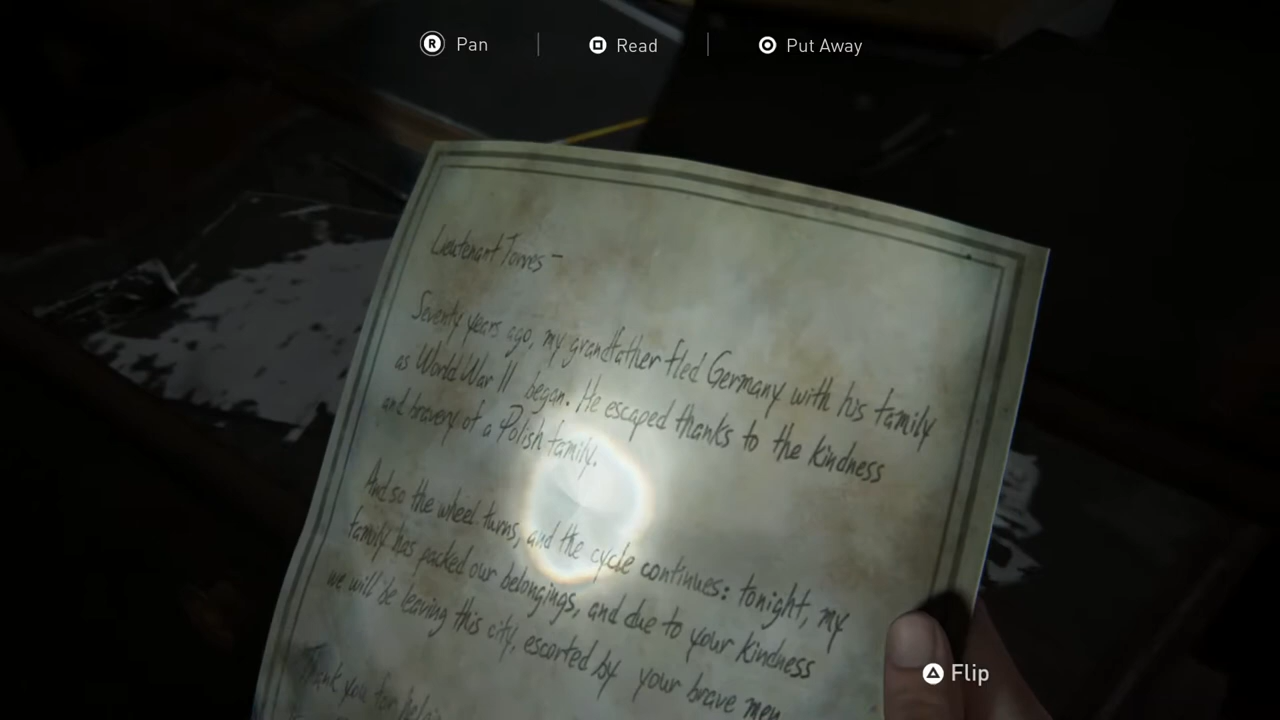 R Pan | Read | Put Away
Lieutenant Torres –
Seventy years ago, my grandfather fled Germany with his family
as World War II began. He escaped thanks to the kindness
and bravery of a Polish family.
And so the wheel turns, and the cycle continues: tonight, my
family has packed our belongings, and due to your kindness
we will be leaving this city, escorted by your brave men
Thank you for
Flip